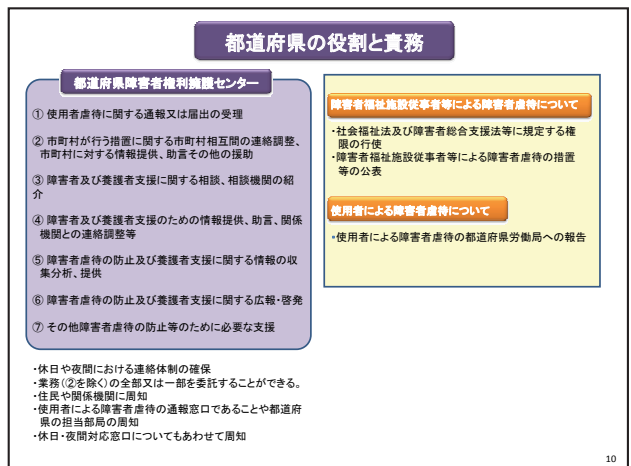 都道府県の役割と責務
都道府県障害者権利擁護センター
① 使用者虐待に関する通報又は届出の受理
② 市町村が行う措置に関する市町村相互間の連絡調整、
市町村に対する情報提供、助言その他の援助
③ 障害者及び養護者支援に関する相談、相談機関の紹
介
④ 障害者及び養護者支援のための情報提供、助言、関係
機関との連絡調整等
⑤ 障害者虐待の防止及び養護者支援に関する情報の収
集分析、提供
⑥ 障害者虐待の防止及び養護者支援に関する広報・啓発
⑦ その他障害者虐待の防止等のために必要な支援
・休日や夜間における連絡体制の確保
・業務(②を除く)の全部又は一部を委託することができる。
・住民や関係機関に周知
・使用者による障害者虐待の通報窓口であることや都道府
県の担当部局の周知
・休日・夜間対応窓口についてもあわせて周知
障害者福祉施設従事者等による障害者虐待について
・社会福祉法及び障害者総合支援法等に規定する権
限の行使
・障害者福祉施設従事者等による障害者虐待の措置
等の公表
使用者による障害者虐待について
・使用者による障害者虐待の都道府県労働局への報告
10